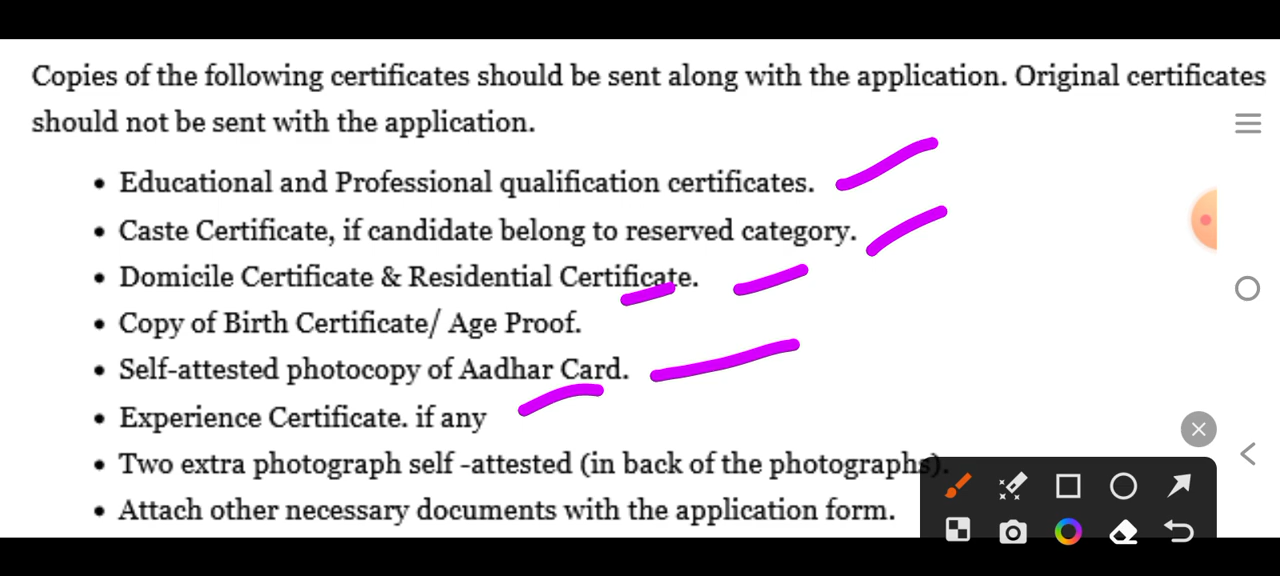 Copies of the following certificates should be sent along with the application. Original certificates
should not be sent with the application.
• Educational and Professional qualification certificates.
• Caste Certificate, if candidate belong to reserved category.
• Domicile Certificate & Residential Certificate.
• Copy of Birth Certificate/ Age Proof.
• Self-attested photocopy of Aadhar Card.
• Experience Certificate. if any
• Two extra photograph self -attested (in back of the photographs).
• Attach other necessary documents with the application form.